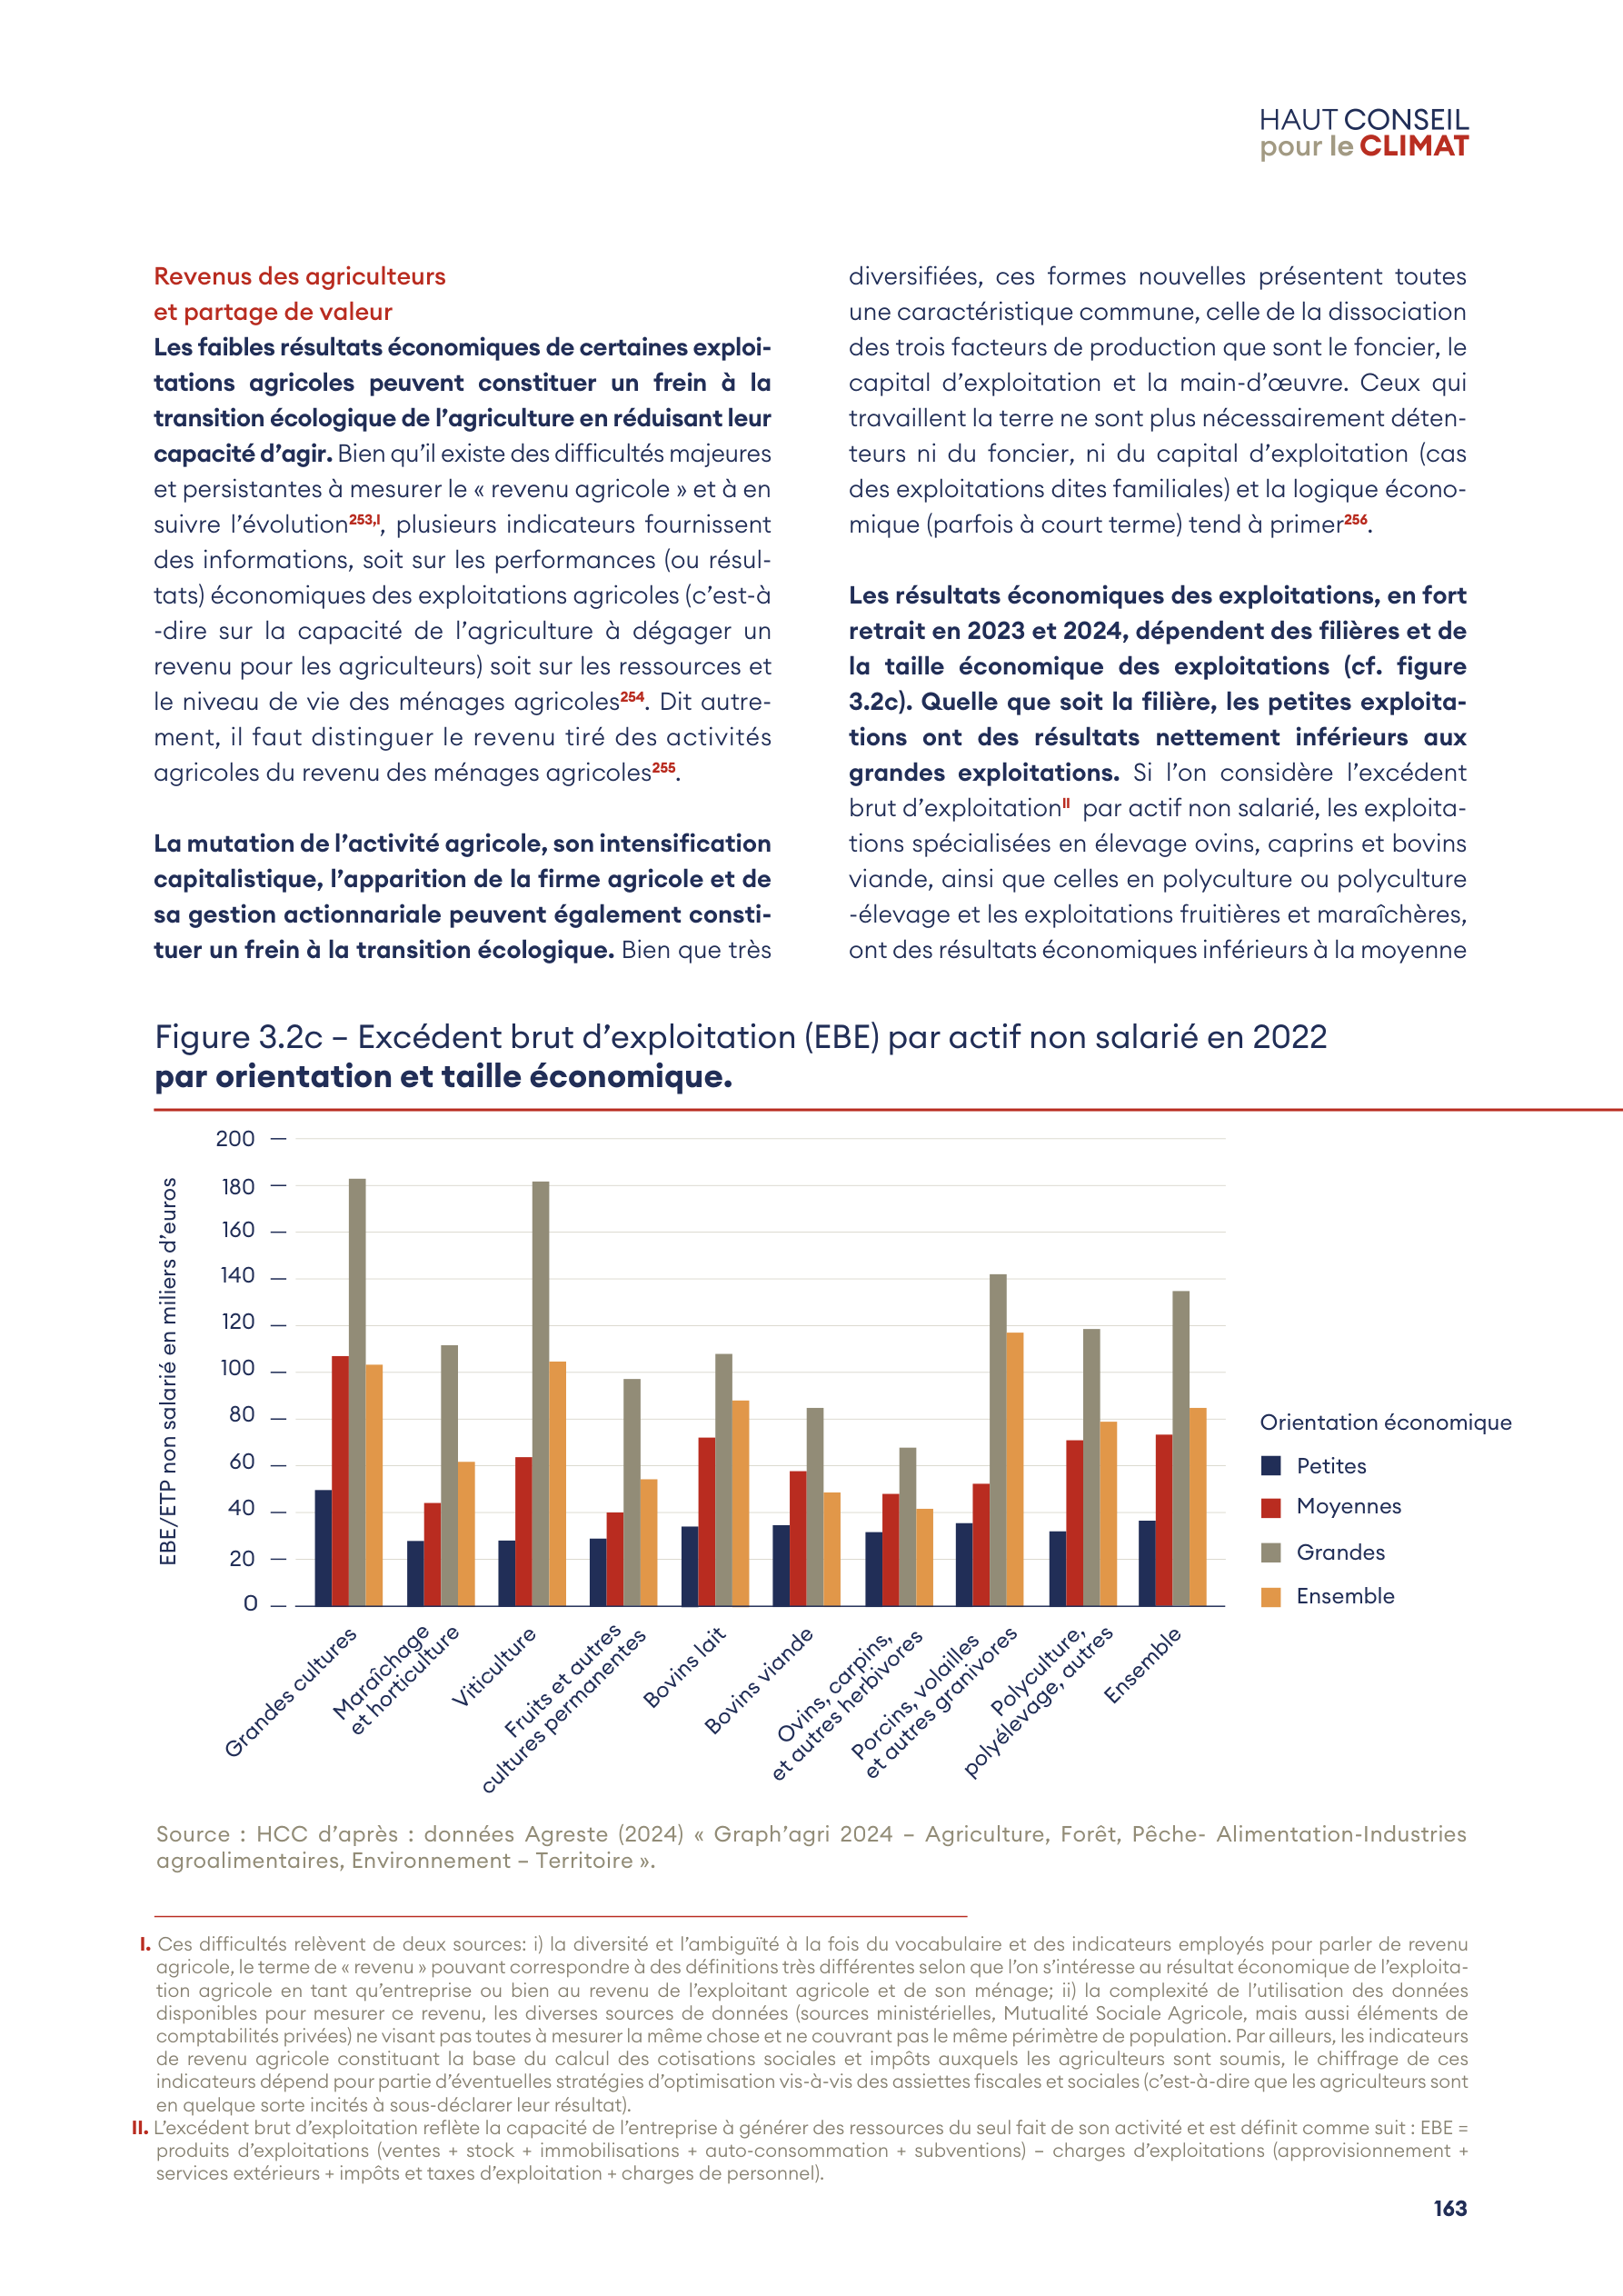 HAUT CONSEIL
pour le CLIMAT
Revenus des agriculteurs
et partage de valeur
Les faibles résultats économiques de certaines exploi-
tations agricoles peuvent constituer un frein à la
transition écologique de l’agriculture en réduisant leur
capacité d’agir. Bien qu’il existe des difficultés majeures
et persistantes à mesurer le « revenu agricole » et à en
suivre l’évolution253,I, plusieurs indicateurs fournissent
des informations, soit sur les performances (ou résul-
tats) économiques des exploitations agricoles (c’est-à
-dire sur la capacité de l’agriculture à dégager un
revenu pour les agriculteurs) soit sur les ressources et
le niveau de vie des ménages agricoles254. Dit autre-
ment, il faut distinguer le revenu tiré des activités
agricoles du revenu des ménages agricoles255.
La mutation de l’activité agricole, son intensification
capitalistique, l’apparition de la firme agricole et de
sa gestion actionnariale peuvent également consti-
tuer un frein à la transition écologique. Bien que très
diversifiées, ces formes nouvelles présentent toutes
une caractéristique commune, celle de la dissociation
des trois facteurs de production que sont le foncier, le
capital d’exploitation et la main-d’œuvre. Ceux qui
travaillent la terre ne sont plus nécessairement déten-
teurs ni du foncier, ni du capital d’exploitation (cas
des exploitations dites familiales) et la logique écono-
mique (parfois à court terme) tend à primer256.
Les résultats économiques des exploitations, en fort
retrait en 2023 et 2024, dépendent des filières et de
la taille économique des exploitations (cf. figure
3.2c). Quelle que soit la filière, les petites exploita-
tions ont des résultats nettement inférieurs aux
grandes exploitations. Si l’on considère l’excédent
brut d’exploitationII par actif non salarié, les exploita-
tions spécialisées en élevage ovins, caprins et bovins
viande, ainsi que celles en polyculture ou polyculture
-élevage et les exploitations fruitières et maraîchères,
ont des résultats économiques inférieurs à la moyenne
Figure 3.2c – Excédent brut d’exploitation (EBE) par actif non salarié en 2022
par orientation et taille économique.
EBE/ETP non salarié en miliers d’euros
200
180
160
140
120
100
80
60
40
20
0
Grandes cultures
Maraîchage
et horticulture
Viticulture
Fruits et autres
cultures permanentes
Bovins lait
Bovins viande
Ovins, carpins,
et autres herbivores
Porcins, volailles
et autres granivores
Polyculture,
polyélevage, autres
Ensemble
Orientation économique
Petites
Moyennes
Grandes
Ensemble
Source : HCC d’après : données Agreste (2024) « Graph’agri 2024 – Agriculture, Forêt, Pêche- Alimentation-Industries
agroalimentaires, Environnement – Territoire ».
I. Ces difficultés relèvent de deux sources: i) la diversité et l’ambiguïté à la fois du vocabulaire et des indicateurs employés pour parler de revenu
agricole, le terme de « revenu » pouvant correspondre à des définitions très différentes selon que l’on s’intéresse au résultat économique de l’exploita-
tion agricole en tant qu’entreprise ou bien au revenu de l’exploitant agricole et de son ménage; ii) la complexité de l’utilisation des données
disponibles pour mesurer ce revenu, les diverses sources de données (sources ministérielles, Mutualité Sociale Agricole, mais aussi éléments de
comptabilités privées) ne visant pas toutes à mesurer la même chose et ne couvrant pas le même périmètre de population. Par ailleurs, les indicateurs
de revenu agricole constituant la base du calcul des cotisations sociales et impôts auxquels les agriculteurs sont soumis, le chiffrage de ces
indicateurs dépend pour partie d’éventuelles stratégies d’optimisation vis-à-vis des assiettes fiscales et sociales (c’est-à-dire que les agriculteurs sont
en quelque sorte incités à sous-déclarer leur résultat).
II. L’excédent brut d’exploitation reflète la capacité de l’entreprise à générer des ressources du seul fait de son activité et est définit comme suit : EBE =
produits d’exploitations (ventes + stock + immobilisations + auto-consommation + subventions) – charges d’exploitations (approvisionnement +
services extérieurs + impôts et taxes d’exploitation + charges de personnel).
163